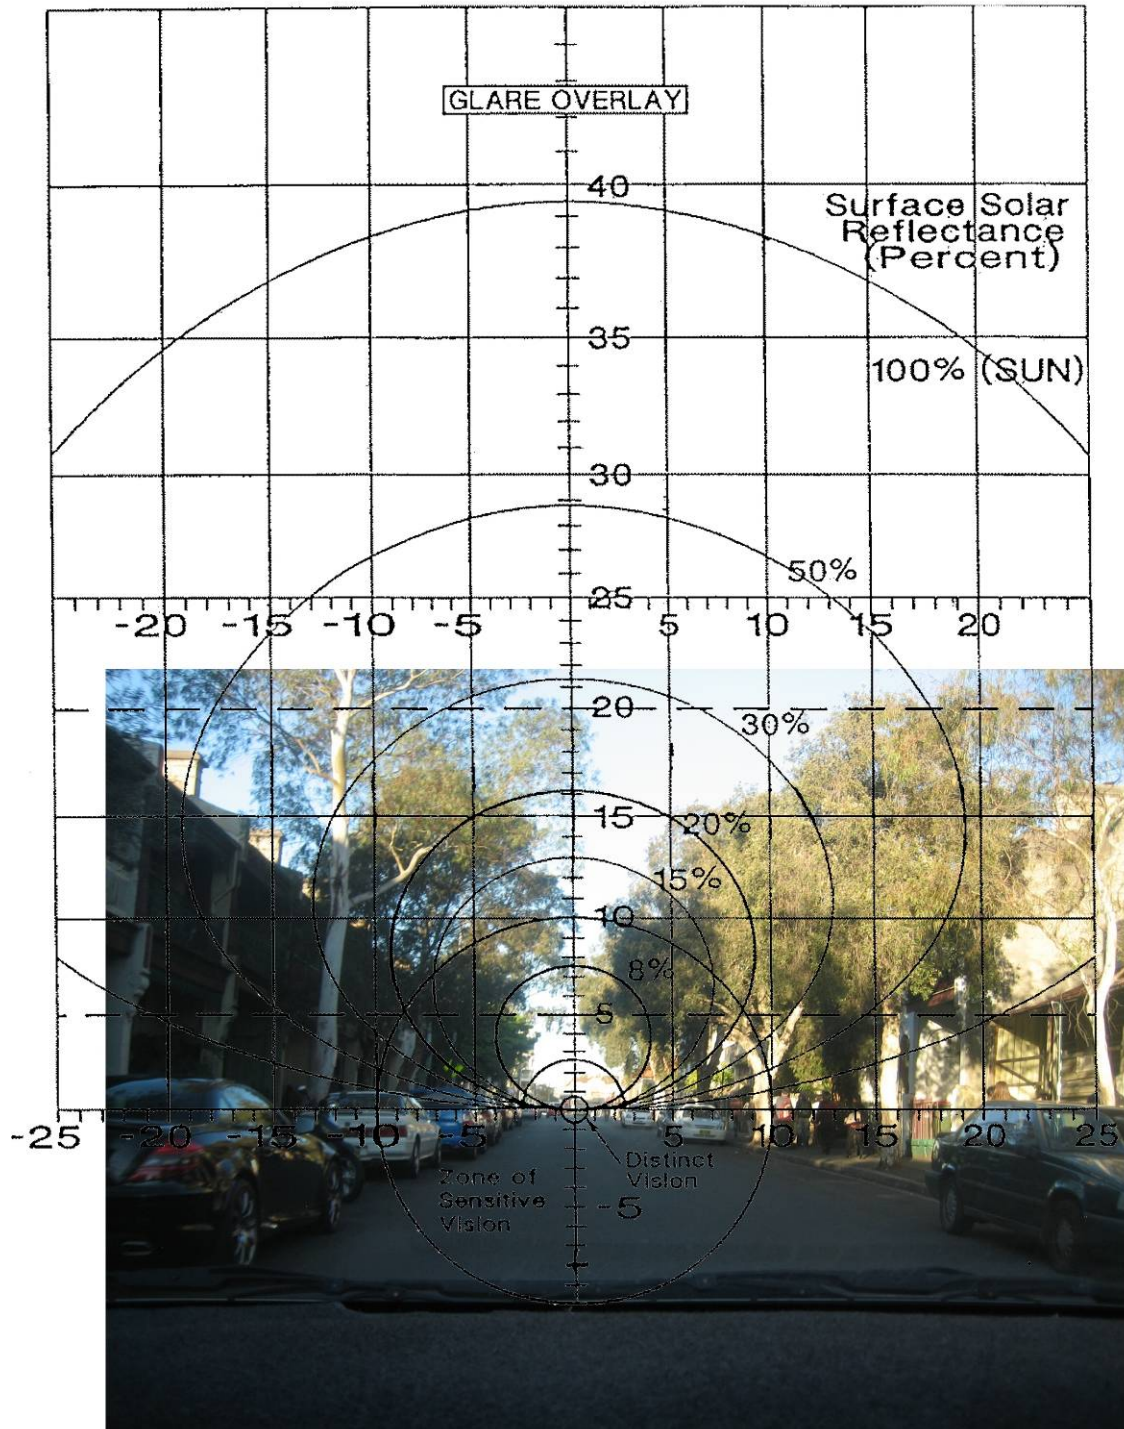 GLARE OVERLAY
40
Surface Solar
Reflectance
(Percent)
35
100% (SUN)
30
50%
25
-20 -15 -10 -5 5 10 15 20
20
30%
15
20%
15%
10
8%
5
-25 -20 -15 -10 -5 5 10 15 20 25
Distinct
Vision
Zone of
Sensitive
Vision
-5